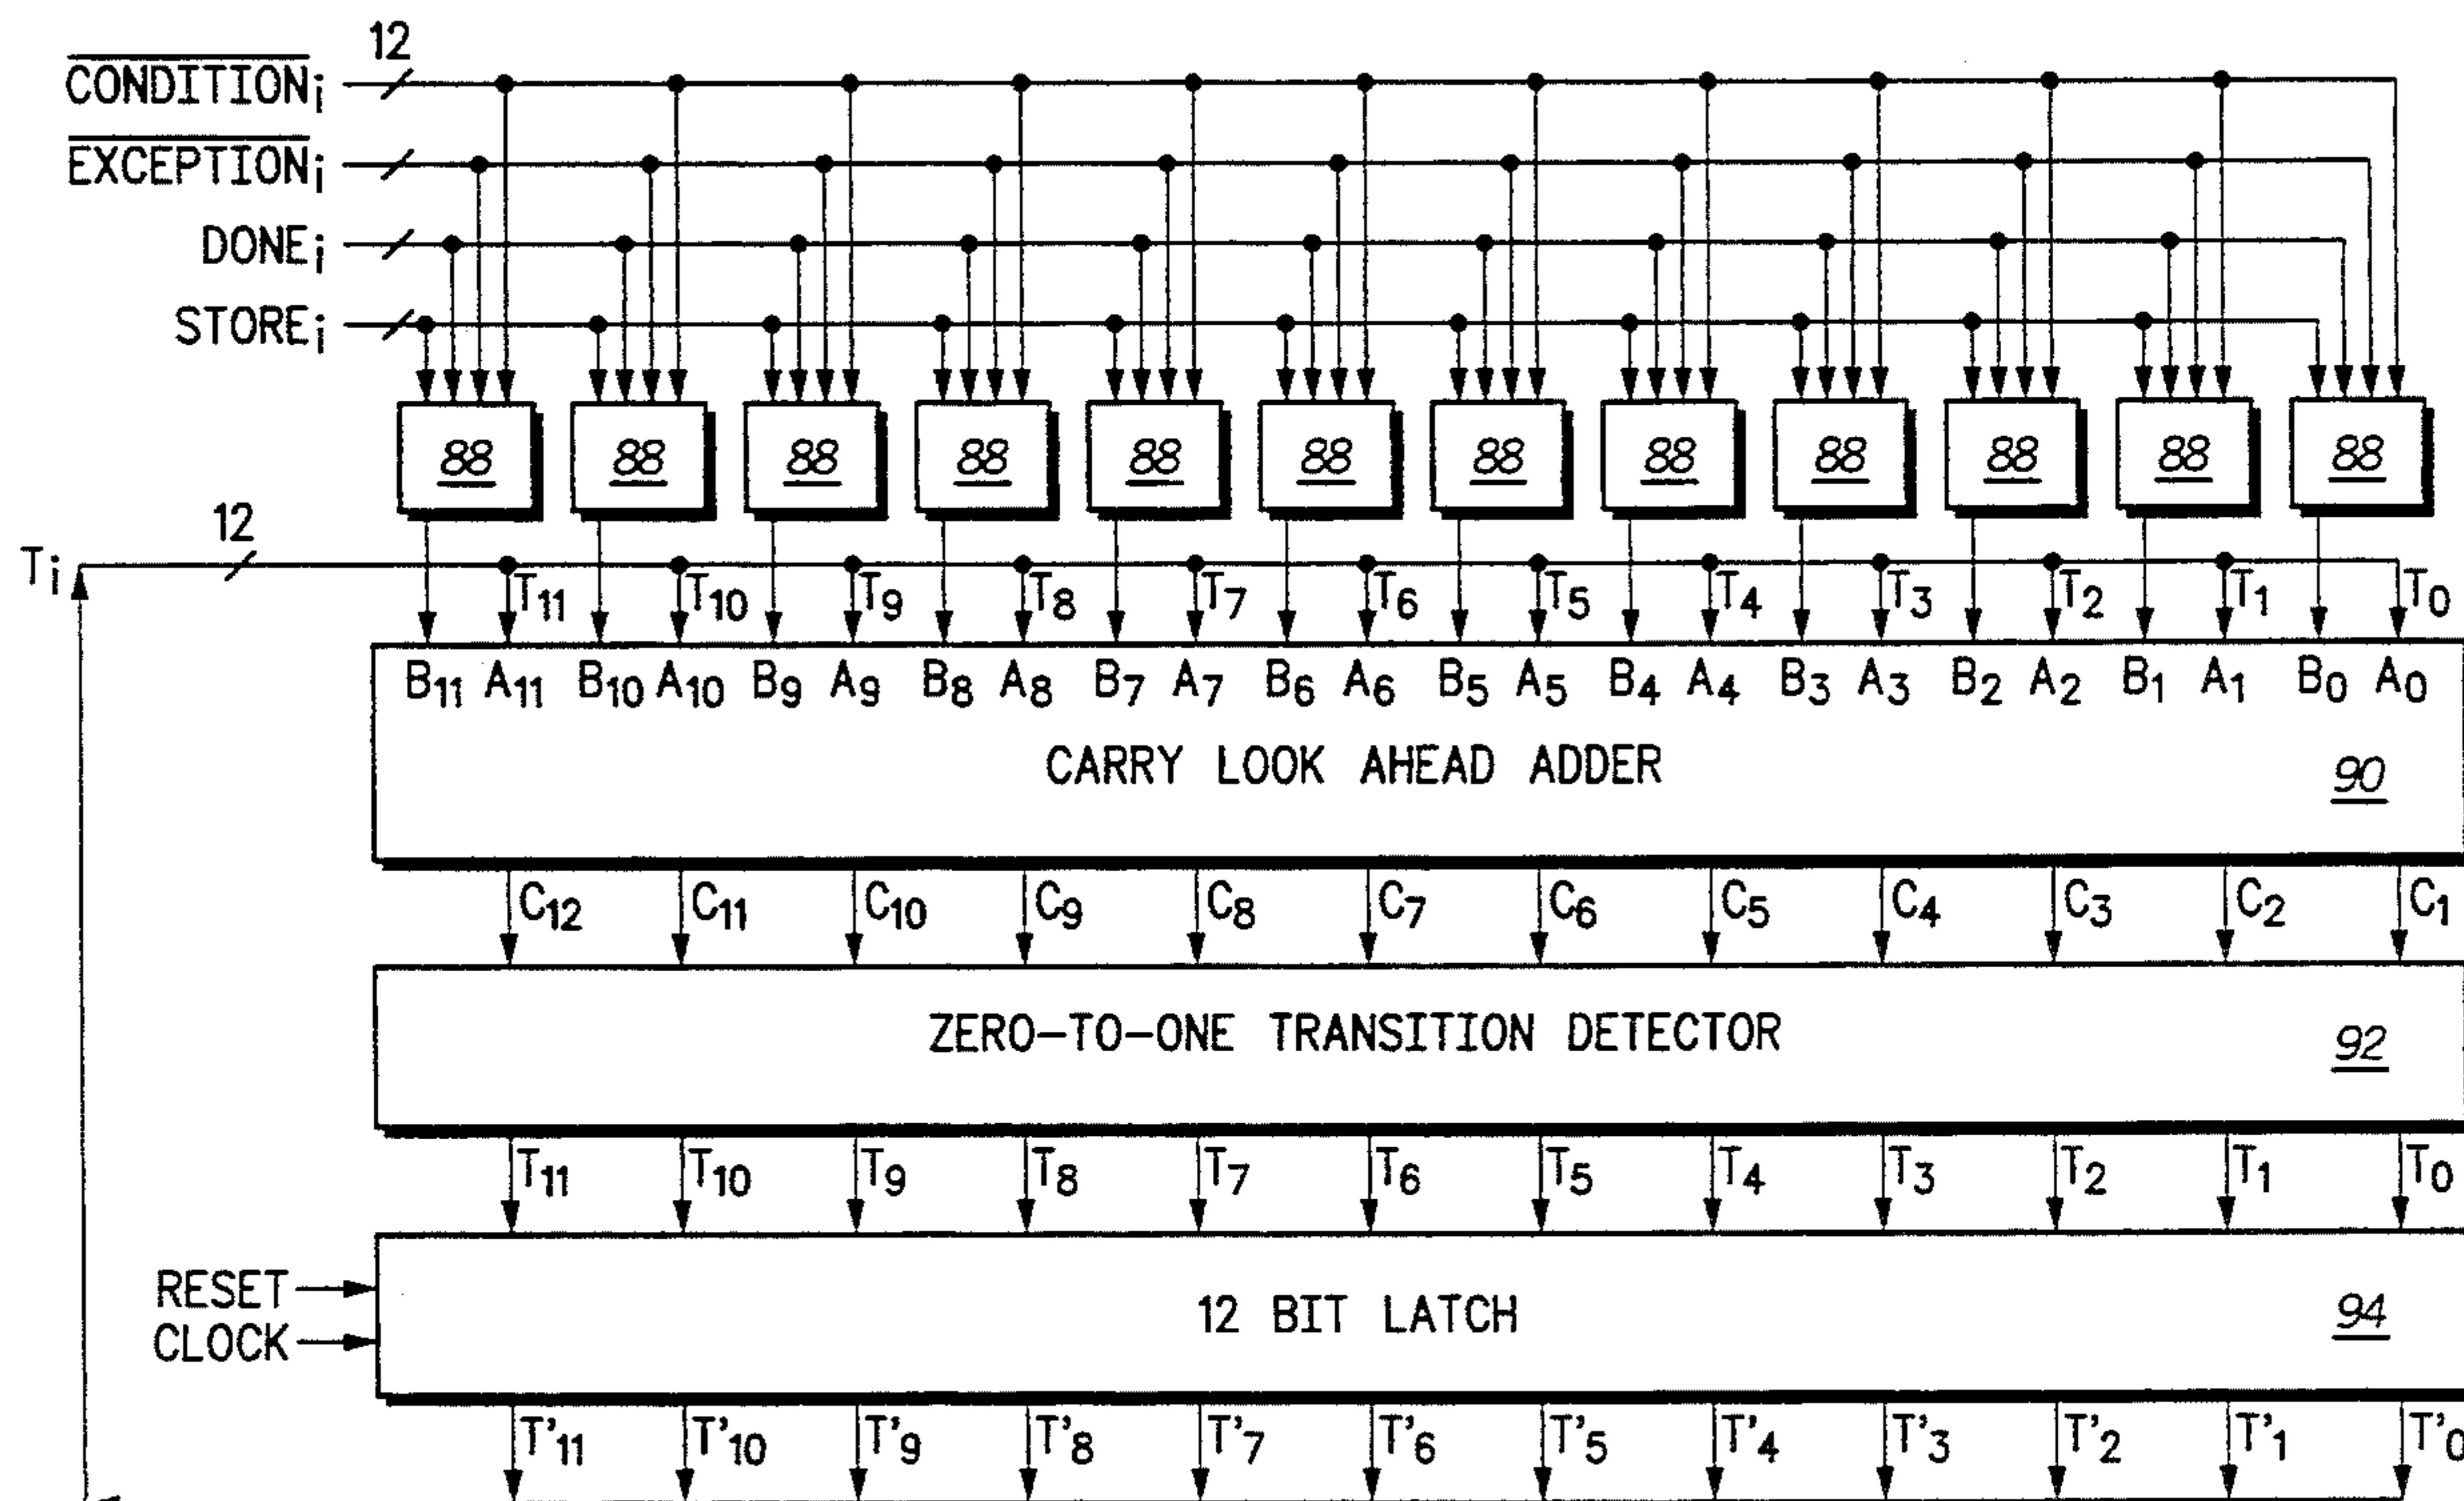 12
CONDITIONi
EXCEPTIONi
DONEi
STOREi
88 88 88 88 88 88 88 88 88 88 88 88
12
Ti
T11 T10 T9 T8 T7 T6 T5 T4 T3 T2 T1 T0
B11 A11 B10 A10 B9 A9 B8 A8 B7 A7 B6 A6 B5 A5 B4 A4 B3 A3 B2 A2 B1 A1 B0 A0
CARRY LOOK AHEAD ADDER
90
C12 C11 C10 C9 C8 C7 C6 C5 C4 C3 C2 C1
ZERO-TO-ONE TRANSITION DETECTOR
92
T11 T10 T9 T8 T7 T6 T5 T4 T3 T2 T1 T0
RESET
CLOCK
12 BIT LATCH
94
T'11 T'10 T'9 T'8 T'7 T'6 T'5 T'4 T'3 T'2 T'1 T'0